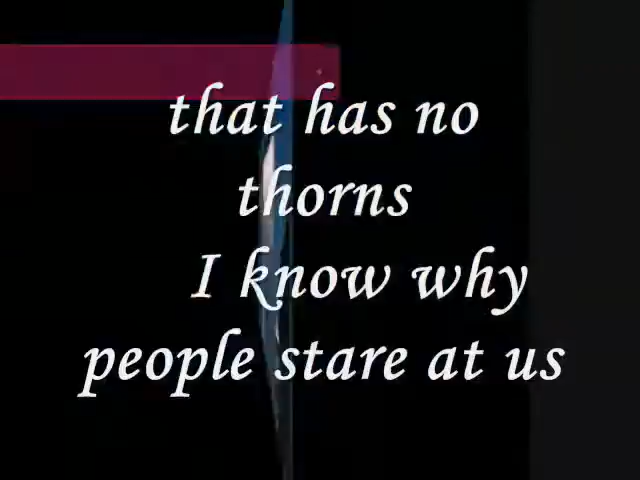 that has no
thorns
I know why
people stare at us